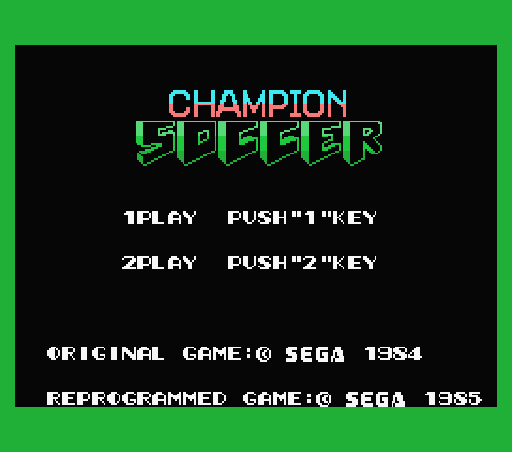 CHAMPION
SOCCER
1PLAY PUSH"1"KEY
2PLAY PUSH"2"KEY
ORIGINAL GAME:© SEGA 1984
REPROGRAMMED GAME:© SEGA 1985